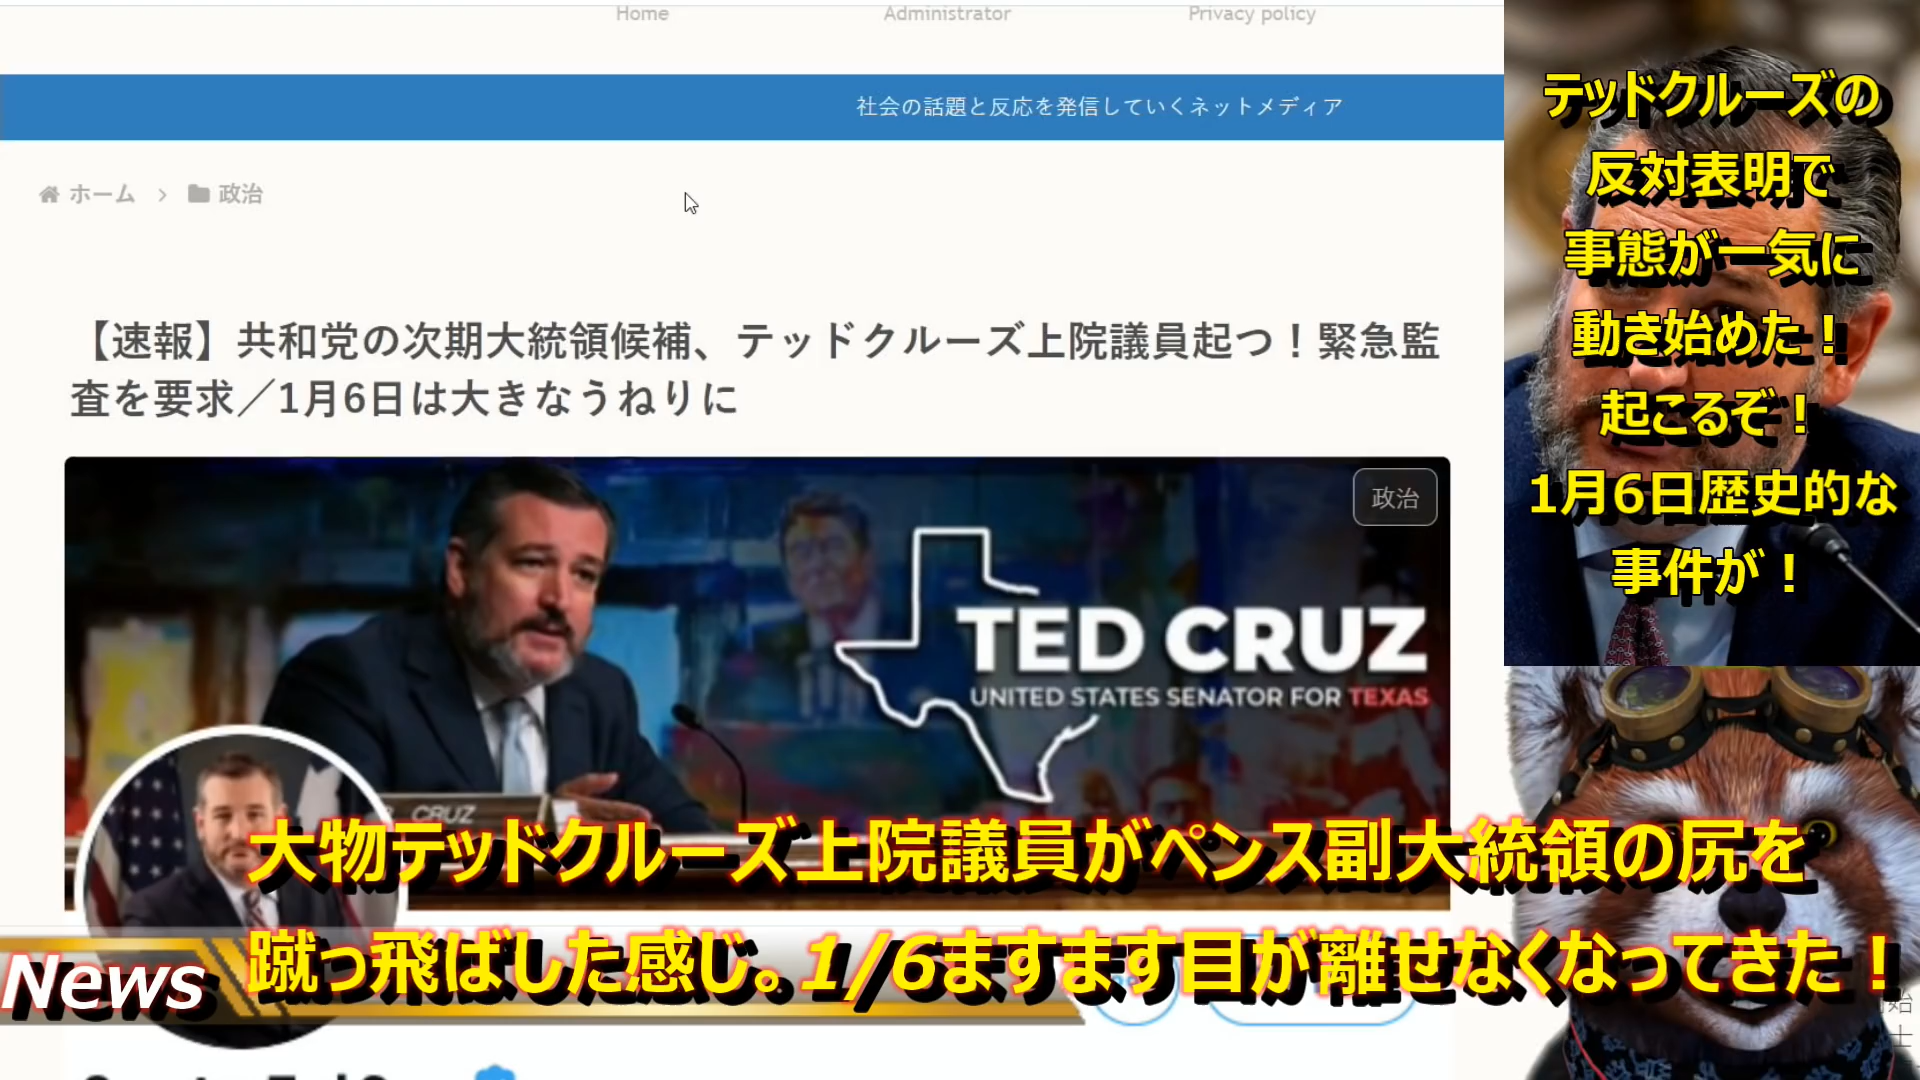 Home
Administrator
Privacy policy
社会の話題と反応を発信していくネットメディア
ホーム
政治
【速報】共和党の次期大統領候補、テッドクルーズ上院議員起つ！緊急監
査を要求／1月6日は大きなうねりに
政治
TED CRUZ
UNITED STATES SENATOR FOR TEXAS
CRUZ
テッドクルーズの
反対表明で
事態が一気に
動き始めた！
起こるぞ！
1月6日歴史的な
事件が！
大物テッドクルーズ上院議員がペンス副大統領の尻を
蹴っ飛ばした感じ。1/6ますます目が離せなくなってきた！
News